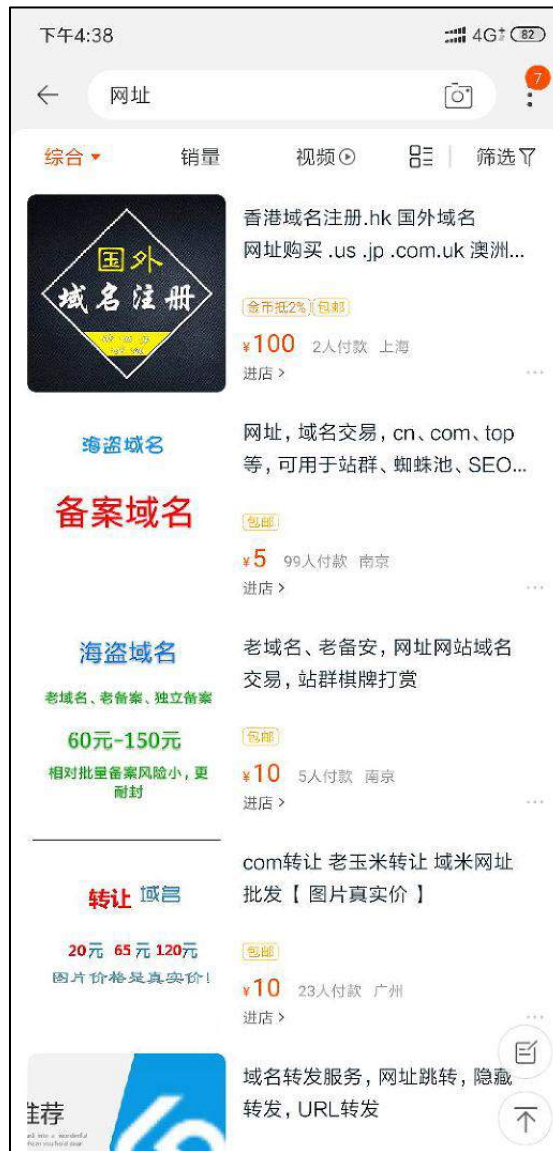 下午4:38
4G 82
网址
7
综合
销量
视频
筛选
国外
域名注册
香港域名注册.hk 国外域名
网址购买 .us .jp .com.uk 澳洲...
金币抵2% 包邮
¥100 2人付款 上海
进店 >
海盗域名
备案域名
网址, 域名交易, cn、com、top
等, 可用于站群、蜘蛛池、SEO...
包邮
¥5 99人付款 南京
进店 >
海盗域名
老域名、老备案、独立备案
60元-150元
相对批量备案风险小, 更
耐封
老域名、老备安, 网址网站域名
交易, 站群棋牌打赏
包邮
¥10 5人付款 南京
进店 >
转让 域名
20元 65元 120元
图片价格是真实价!
com转让 老玉米转让 域米网址
批发【 图片真实价 】
包邮
¥10 23人付款 广州
进店 >
推荐
域名转发服务, 网址跳转, 隐藏
转发, URL转发